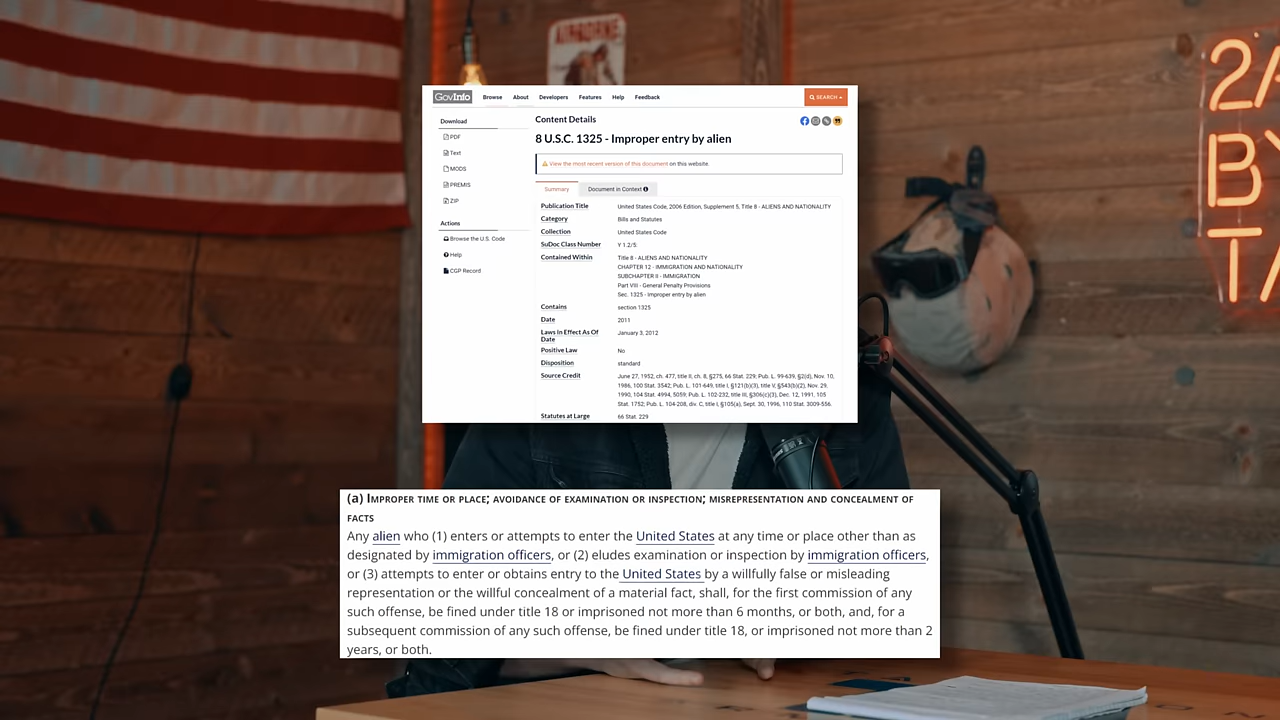 GovInfo Browse About Developers Features Help Feedback SEARCH
Download
PDF
Text
MODS
PREMIS
ZIP
Actions
Browse the U.S. Code
Help
CGP Record
Content Details
8 U.S.C. 1325 - Improper entry by alien
View the most recent version of this document on this website.
Summary Document in Context
Publication Title United States Code, 2006 Edition, Supplement 5, Title 8 - ALIENS AND NATIONALITY
Category Bills and Statutes
Collection United States Code
SuDoc Class Number Y 1.2/5:
Contained Within Title 8 - ALIENS AND NATIONALITY
CHAPTER 12 - IMMIGRATION AND NATIONALITY
SUBCHAPTER II - IMMIGRATION
Part VIII - General Penalty Provisions
Sec. 1325 - Improper entry by alien
Contains section 1325
Date 2011
Laws In Effect As Of
Date January 3, 2012
Positive Law No
Disposition standard
Source Credit June 27, 1952, ch. 477, title II, ch. 8, §275, 66 Stat. 229; Pub. L. 99-639, §2(d), Nov. 10,
1986, 100 Stat. 3542; Pub. L. 101-649, title I, §121(b)(3), title V, §543(b)(2), Nov. 29,
1990, 104 Stat. 4994, 5059; Pub. L. 102-232, title III, §306(c)(3), Dec. 12, 1991, 105
Stat. 1752; Pub. L. 104-208, div. C, title I, §105(a), Sept. 30, 1996, 110 Stat. 3009-556.
Statutes at Large 66 Stat. 229
2/
BY
T
(a) Improper time or place; avoidance of examination or inspection; misrepresentation and concealment of
facts
Any alien who (1) enters or attempts to enter the United States at any time or place other than as
designated by immigration officers, or (2) eludes examination or inspection by immigration officers,
or (3) attempts to enter or obtains entry to the United States by a willfully false or misleading
representation or the willful concealment of a material fact, shall, for the first commission of any
such offense, be fined under title 18 or imprisoned not more than 6 months, or both, and, for a
subsequent commission of any such offense, be fined under title 18, or imprisoned not more than 2
years, or both.